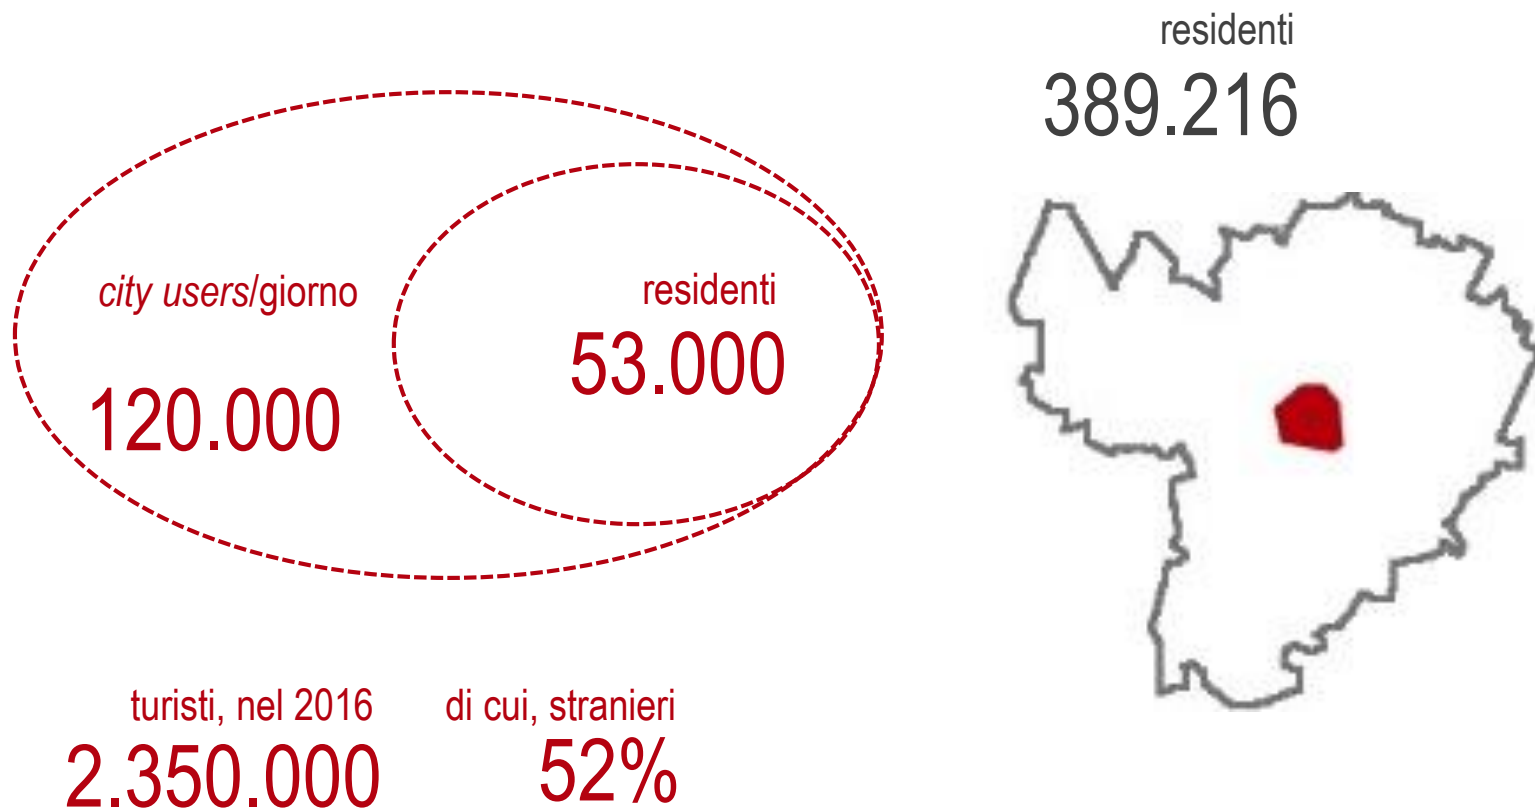 residenti
389.216
city users/giorno
120.000
residenti
53.000
turisti, nel 2016
2.350.000
di cui, stranieri
52%